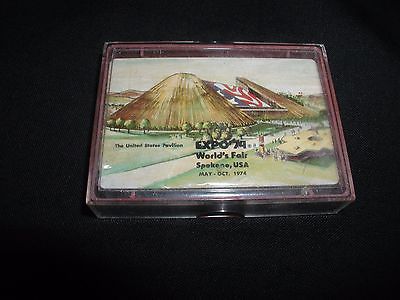 The United States Pavilion
EXPO '74
World's Fair
Spokane, USA
MAY - OCT. 1974